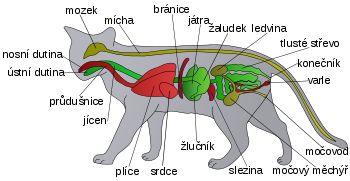 bránice
mozek
mícha
játra
žaludek
ledvina
tlusté střevo
nosní dutina
konečník
ústní dutina
varle
průdušnice
jícen
žlučník
močovod
plíce
srdce
slezina
močový měchýř